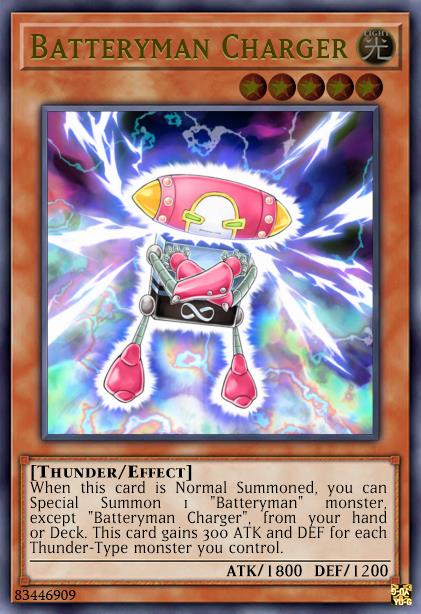 Batteryman Charger
LIGHT
光
[Thunder/Effect]
When this card is Normal Summoned, you can
Special Summon 1 "Batteryman" monster,
except "Batteryman Charger", from your hand
or Deck. This card gains 300 ATK and DEF for each
Thunder-Type monster you control.
ATK/1800 DEF/1200
83446909